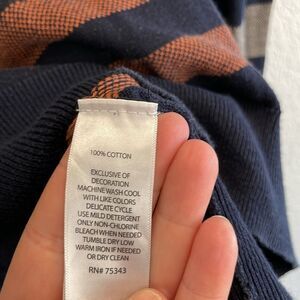 100% COTTON
EXCLUSIVE OF
DECORATION
MACHINE WASH COOL
WITH LIKE COLORS
DELICATE CYCLE
USE MILD DETERGENT
ONLY NON-CHLORINE
BLEACH WHEN NEEDED
TUMBLE DRY LOW
WARM IRON IF NEEDED
OR DRY CLEAN
RN# 75343